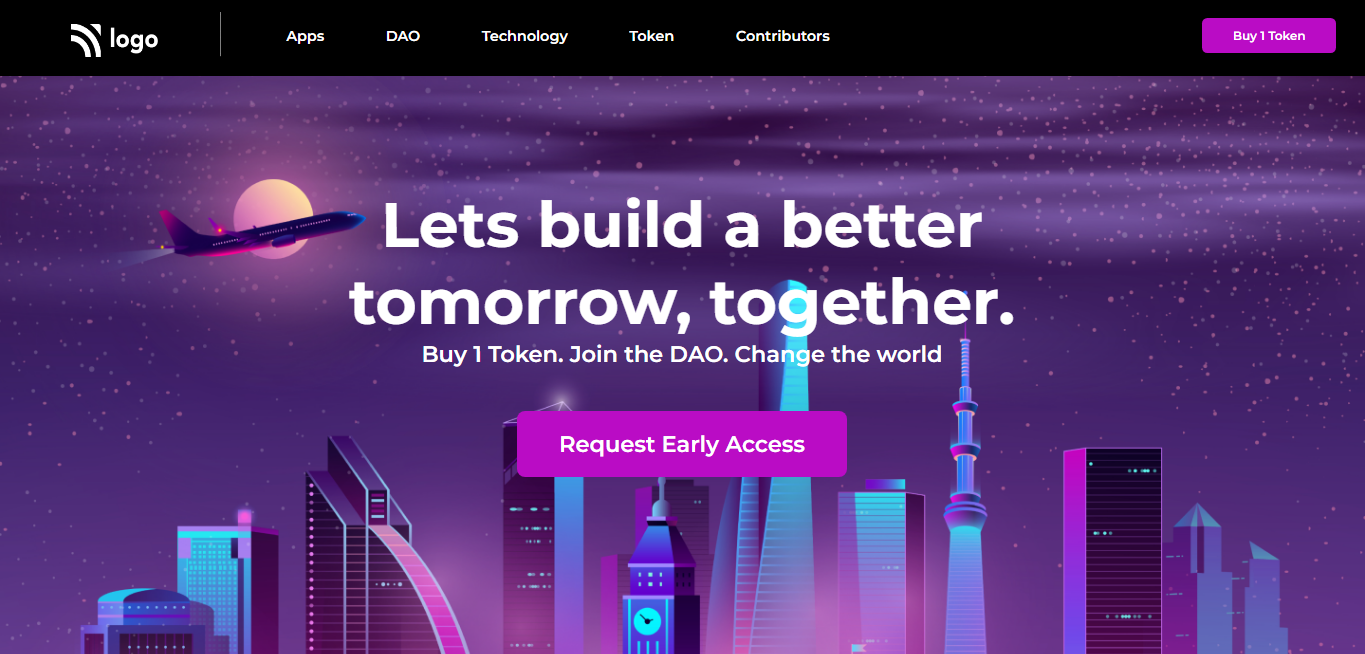 logo
Apps
DAO
Technology
Token
Contributors
Buy 1 Token
Lets build a better
tomorrow, together.
Buy 1 Token. Join the DAO. Change the world
Request Early Access